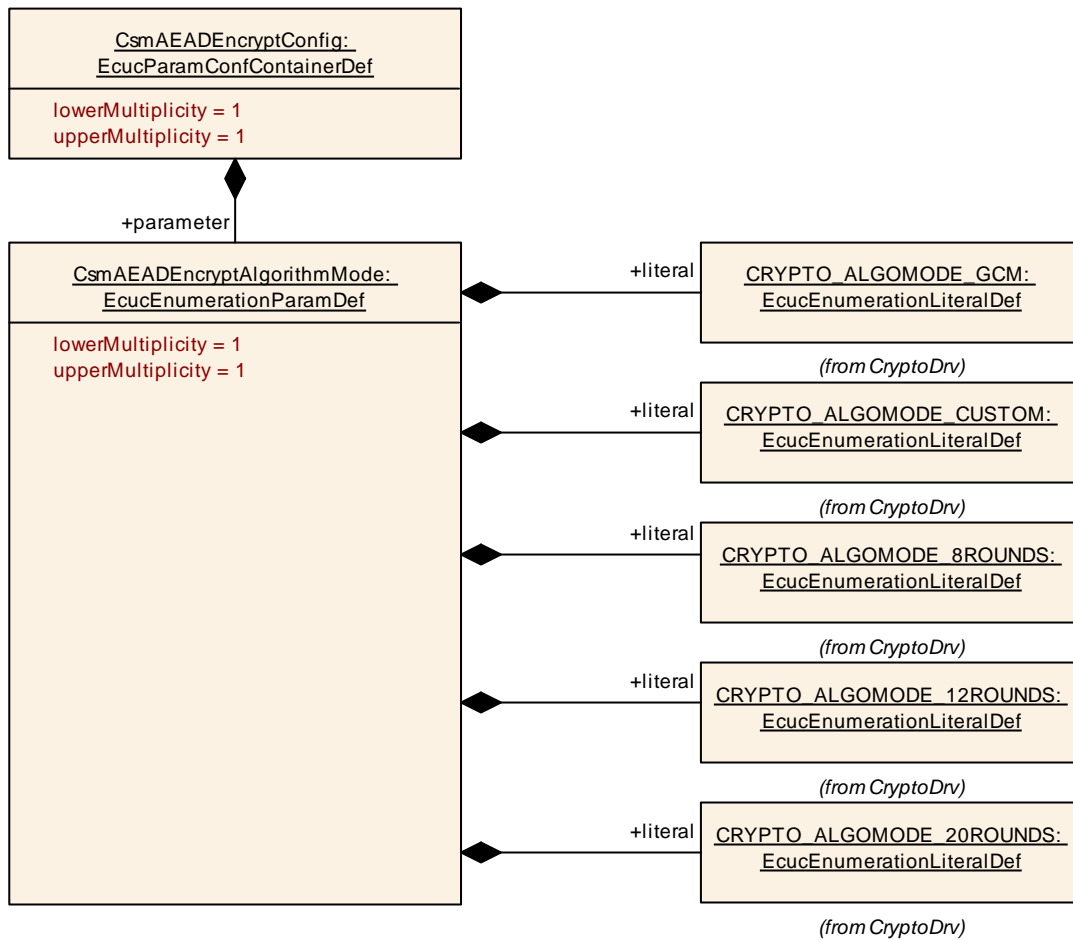 CsmAEADEncryptConfig:
EcucParamConfContainerDef
lowerMultiplicity = 1
upperMultiplicity = 1
+parameter
CsmAEADEncryptAlgorithmMode:
EcucEnumerationParamDef
lowerMultiplicity = 1
upperMultiplicity = 1
+literal
CRYPTO_ALGOMODE_GCM:
EcucEnumerationLiteralDef
(from CryptoDrv)
+literal
CRYPTO_ALGOMODE_CUSTOM:
EcucEnumerationLiteralDef
(from CryptoDrv)
+literal
CRYPTO_ALGOMODE_8ROUNDS:
EcucEnumerationLiteralDef
(from CryptoDrv)
+literal
CRYPTO_ALGOMODE_12ROUNDS:
EcucEnumerationLiteralDef
(from CryptoDrv)
+literal
CRYPTO_ALGOMODE_20ROUNDS:
EcucEnumerationLiteralDef
(from CryptoDrv)